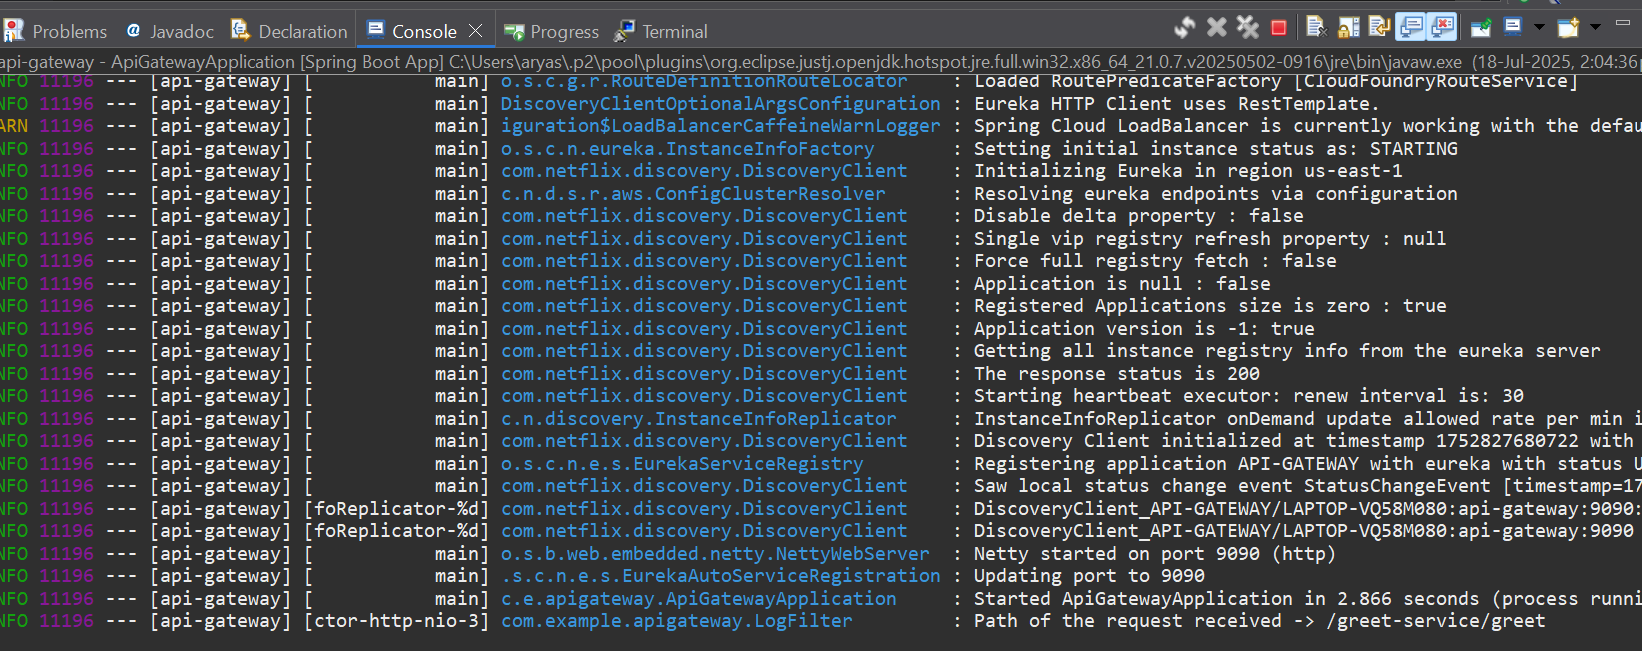 Problems Javadoc Declaration Console Progress Terminal
api-gateway - ApiGatewayApplication [Spring Boot App] C:\Users\aryas\.p2\pool\plugins\org.eclipse.justj.openjdk.hotspot.jre.full.win32.x86_64_21.0.7.v20250502-0916\jre\bin\javaw.exe (18-Jul-2025, 2:04:36
NFO 11196 --- [api-gateway] [ main] o.s.c.g.r.RouteDefinitionRouteLocator : Loaded RoutePredicateFactory [CloudFoundryRouteService]
NFO 11196 --- [api-gateway] [ main] DiscoveryClientOptionalArgsConfiguration : Eureka HTTP Client uses RestTemplate.
ARN 11196 --- [api-gateway] [ main] iguration$LoadBalancerCaffeineWarnLogger : Spring Cloud LoadBalancer is currently working with the defau
NFO 11196 --- [api-gateway] [ main] o.s.c.n.eureka.InstanceInfoFactory : Setting initial instance status as: STARTING
NFO 11196 --- [api-gateway] [ main] com.netflix.discovery.DiscoveryClient : Initializing Eureka in region us-east-1
NFO 11196 --- [api-gateway] [ main] c.n.d.s.r.aws.ConfigClusterResolver : Resolving eureka endpoints via configuration
NFO 11196 --- [api-gateway] [ main] com.netflix.discovery.DiscoveryClient : Disable delta property : false
NFO 11196 --- [api-gateway] [ main] com.netflix.discovery.DiscoveryClient : Single vip registry refresh property : null
NFO 11196 --- [api-gateway] [ main] com.netflix.discovery.DiscoveryClient : Force full registry fetch : false
NFO 11196 --- [api-gateway] [ main] com.netflix.discovery.DiscoveryClient : Application is null : false
NFO 11196 --- [api-gateway] [ main] com.netflix.discovery.DiscoveryClient : Registered Applications size is zero : true
NFO 11196 --- [api-gateway] [ main] com.netflix.discovery.DiscoveryClient : Application version is -1: true
NFO 11196 --- [api-gateway] [ main] com.netflix.discovery.DiscoveryClient : Getting all instance registry info from the eureka server
NFO 11196 --- [api-gateway] [ main] com.netflix.discovery.DiscoveryClient : The response status is 200
NFO 11196 --- [api-gateway] [ main] com.netflix.discovery.DiscoveryClient : Starting heartbeat executor: renew interval is: 30
NFO 11196 --- [api-gateway] [ main] c.n.discovery.InstanceInfoReplicator : InstanceInfoReplicator onDemand update allowed rate per min i
NFO 11196 --- [api-gateway] [ main] com.netflix.discovery.DiscoveryClient : Discovery Client initialized at timestamp 1752827680722 with
NFO 11196 --- [api-gateway] [ main] o.s.c.n.e.s.EurekaServiceRegistry : Registering application API-GATEWAY with eureka with status U
NFO 11196 --- [api-gateway] [ main] com.netflix.discovery.DiscoveryClient : Saw local status change event StatusChangeEvent [timestamp=17
NFO 11196 --- [api-gateway] [foReplicator-%d] com.netflix.discovery.DiscoveryClient : DiscoveryClient_API-GATEWAY/LAPTOP-VQ58M080:api-gateway:9090:
NFO 11196 --- [api-gateway] [foReplicator-%d] com.netflix.discovery.DiscoveryClient : DiscoveryClient_API-GATEWAY/LAPTOP-VQ58M080:api-gateway:9090
NFO 11196 --- [api-gateway] [ main] o.s.b.web.embedded.netty.NettyWebServer : Netty started on port 9090 (http)
NFO 11196 --- [api-gateway] [ main] .s.c.n.e.s.EurekaAutoServiceRegistration : Updating port to 9090
NFO 11196 --- [api-gateway] [ main] c.e.apigateway.ApiGatewayApplication : Started ApiGatewayApplication in 2.866 seconds (process runni
NFO 11196 --- [api-gateway] [ctor-http-nio-3] com.example.apigateway.LogFilter : Path of the request received -> /greet-service/greet